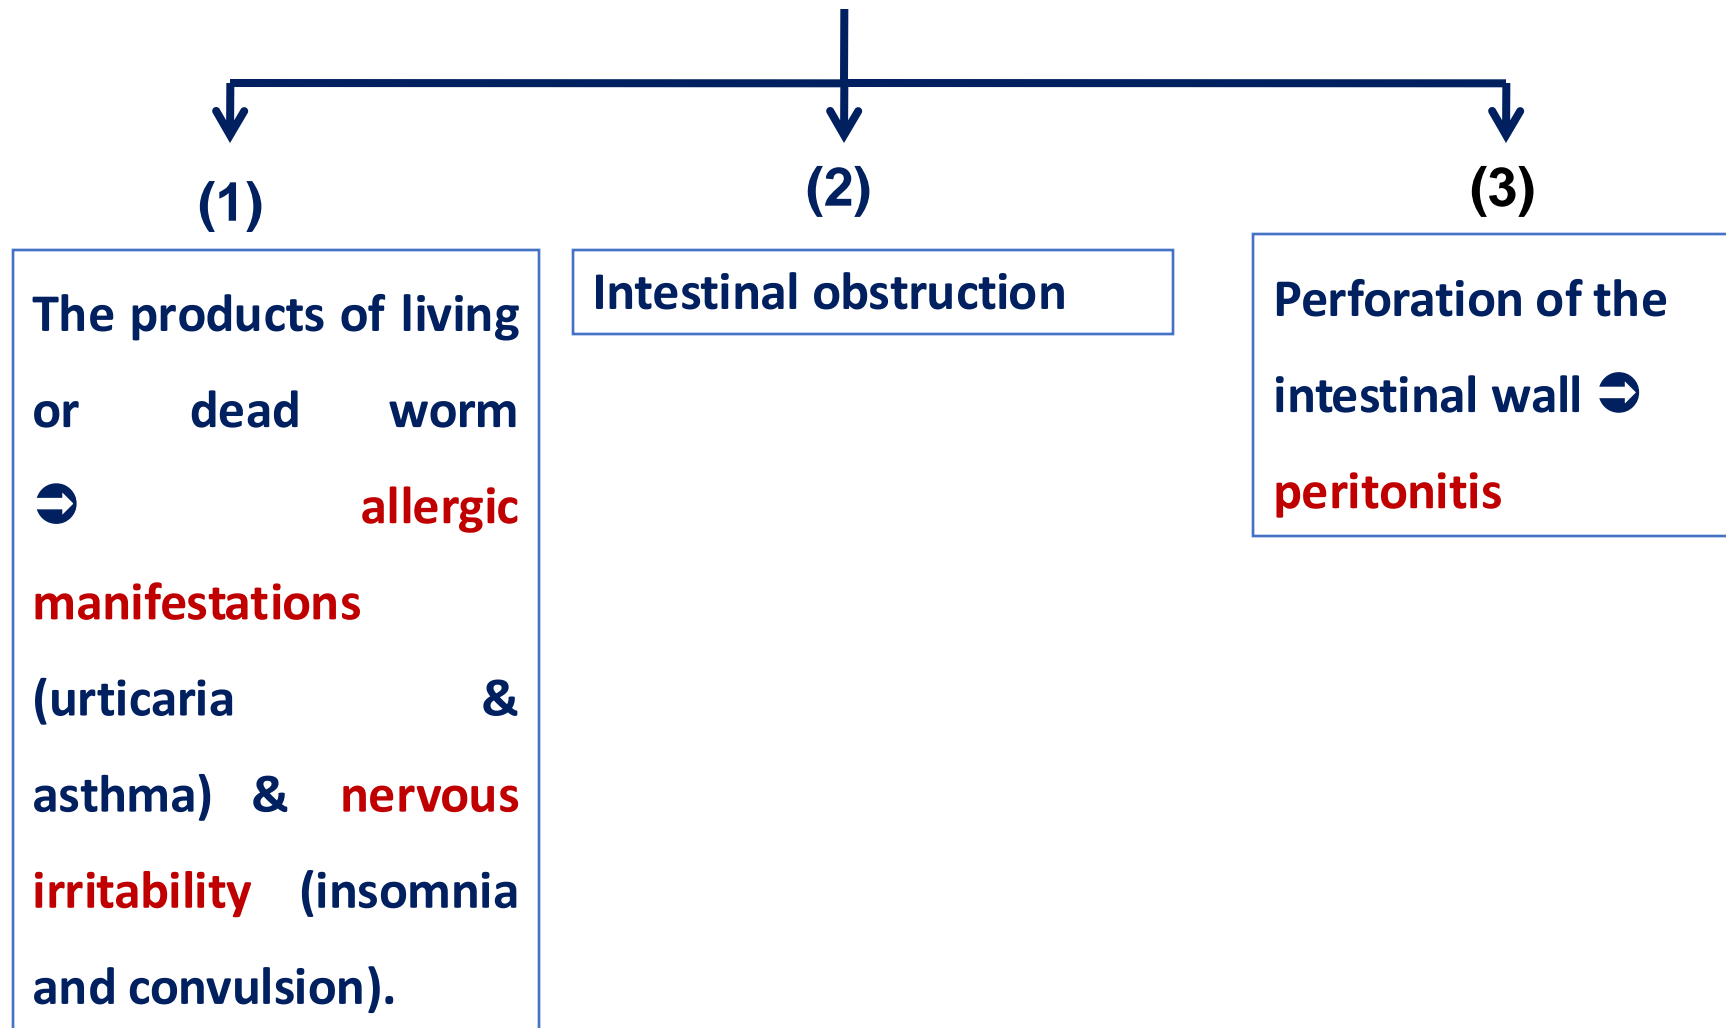 (1)
The products of living
or dead worm
➲ allergic
manifestations
(urticaria &
asthma) & nervous
irritability (insomnia
and convulsion).
(2)
Intestinal obstruction
(3)
Perforation of the
intestinal wall ➲
peritonitis